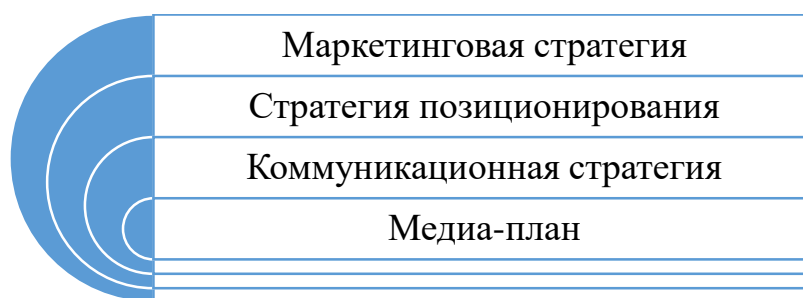 Маркетинговая стратегия
Стратегия позиционирования
Коммуникационная стратегия
Медиа-план